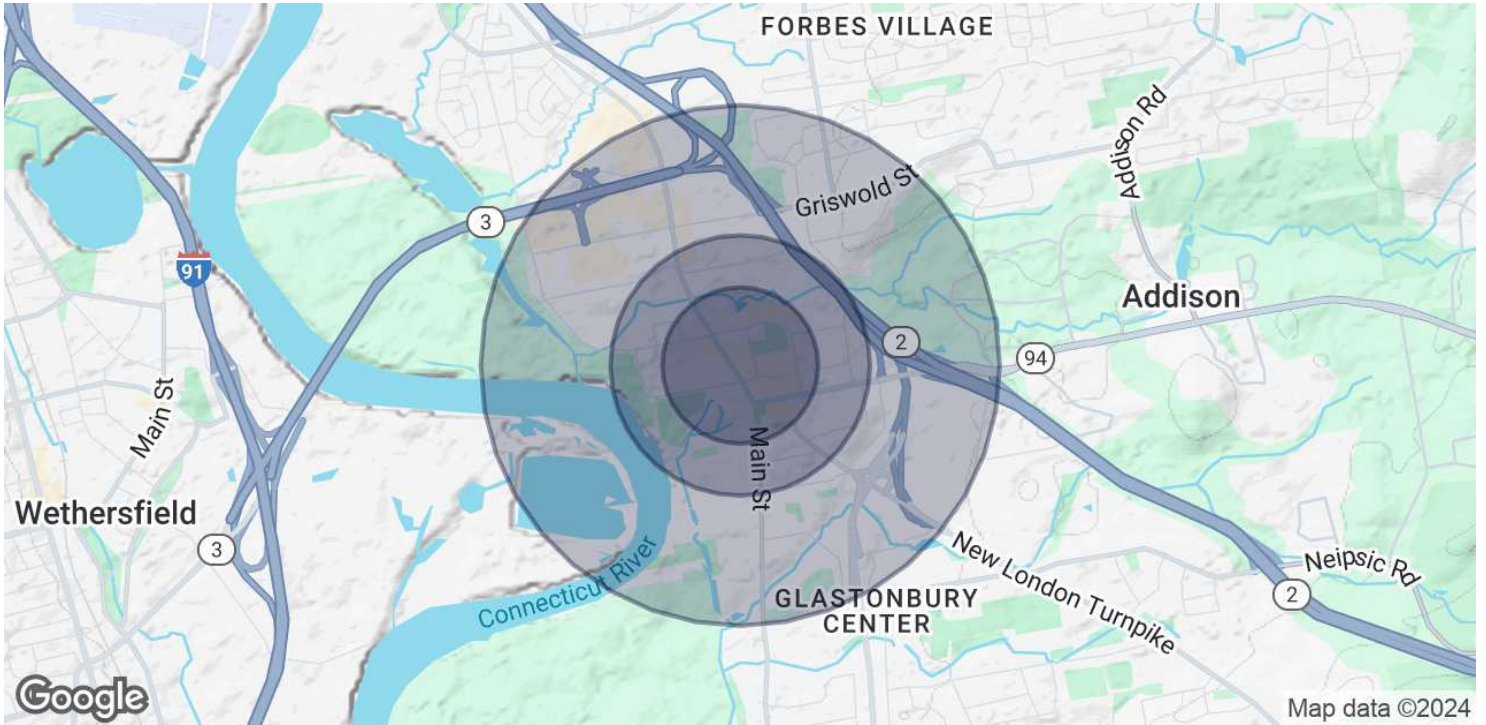 FORBES VILLAGE
Addison Rd
Griswold St
3
91
Addison
2
94
Main St
Main St
Wethersfield
3
New London Turnpike
Neipsic Rd
Connecticut River
GLASTONBURY
CENTER
2
Google
Map data ©2024